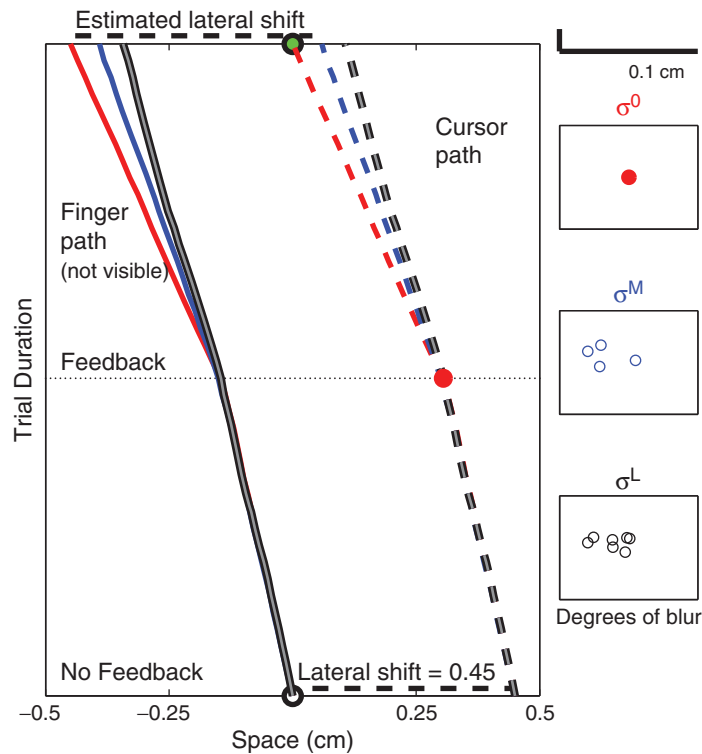 Estimated lateral shift
0.1 cm
σ⁰
Cursor
path
Finger
path
(not visible)
σᴹ
Feedback
Trial Duration
σᴸ
Degrees of blur
No Feedback
Lateral shift = 0.45
−0.5
−0.25
0
0.25
0.5
Space (cm)